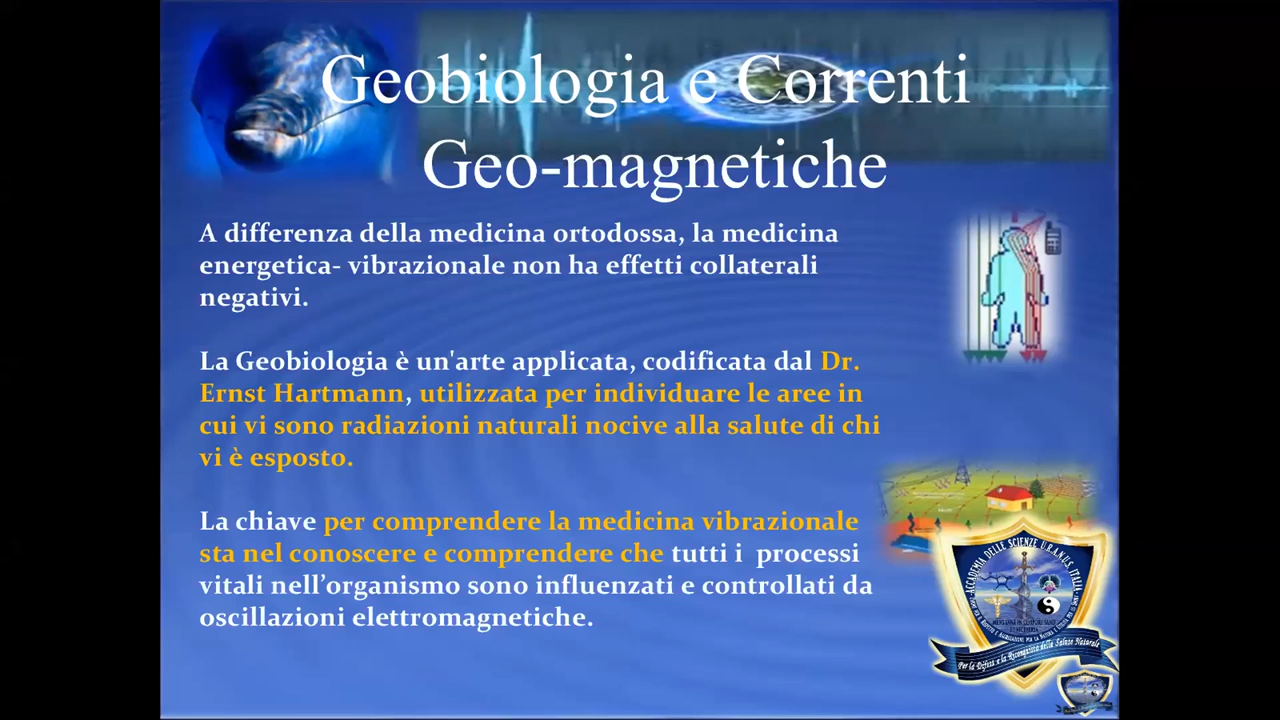 Geobiologia e Correnti
Geo-magnetiche
A differenza della medicina ortodossa, la medicina
energetica- vibrazionale non ha effetti collaterali
negativi.
La Geobiologia è un'arte applicata, codificata dal Dr.
Ernst Hartmann, utilizzata per individuare le aree in
cui vi sono radiazioni naturali nocive alla salute di chi
vi è esposto.
La chiave per comprendere la medicina vibrazionale
sta nel conoscere e comprendere che tutti i  processi
vitali nell’organismo sono influenzati e controllati da
oscillazioni elettromagnetiche.
ACCADEMIA DELLE SCIENZE U.R.A.N.U.S. ITALIA
Per la Difesa e la Riconquista della Salute Naturale